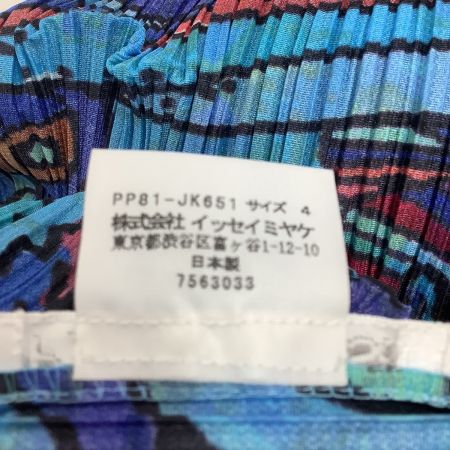 PP81-JK651 サイズ 4
株式会社 イッセイミヤケ
東京都渋谷区富ヶ谷1-12-10
日本製
7563033